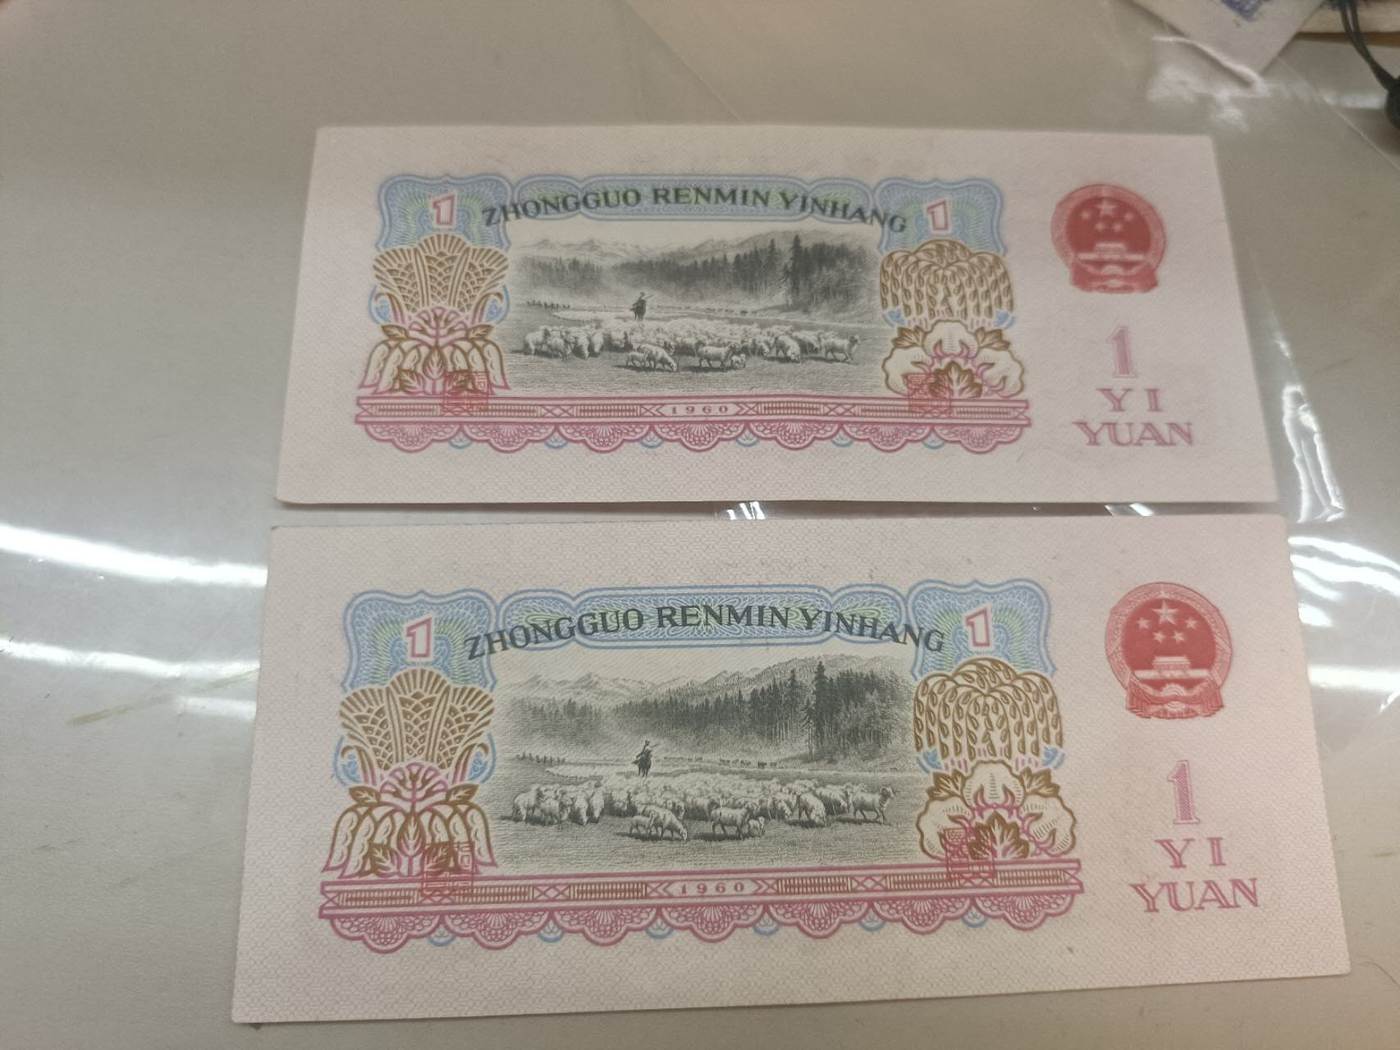 1 ZHONGGUO RENMIN YINHANG 1
1960
1
YI
YUAN
1 ZHONGGUO RENMIN YINHANG 1
1960
1
YI
YUAN